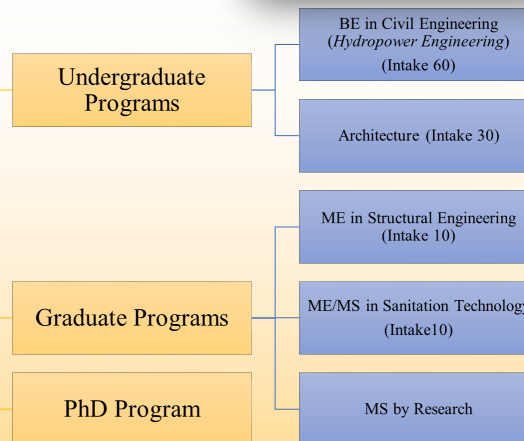 Undergraduate
Programs
BE in Civil Engineering
(Hydropower Engineering)
(Intake 60)
Architecture (Intake 30)
Graduate Programs
ME in Structural Engineering
(Intake 10)
ME/MS in Sanitation Technology
(Intake10)
MS by Research
PhD Program